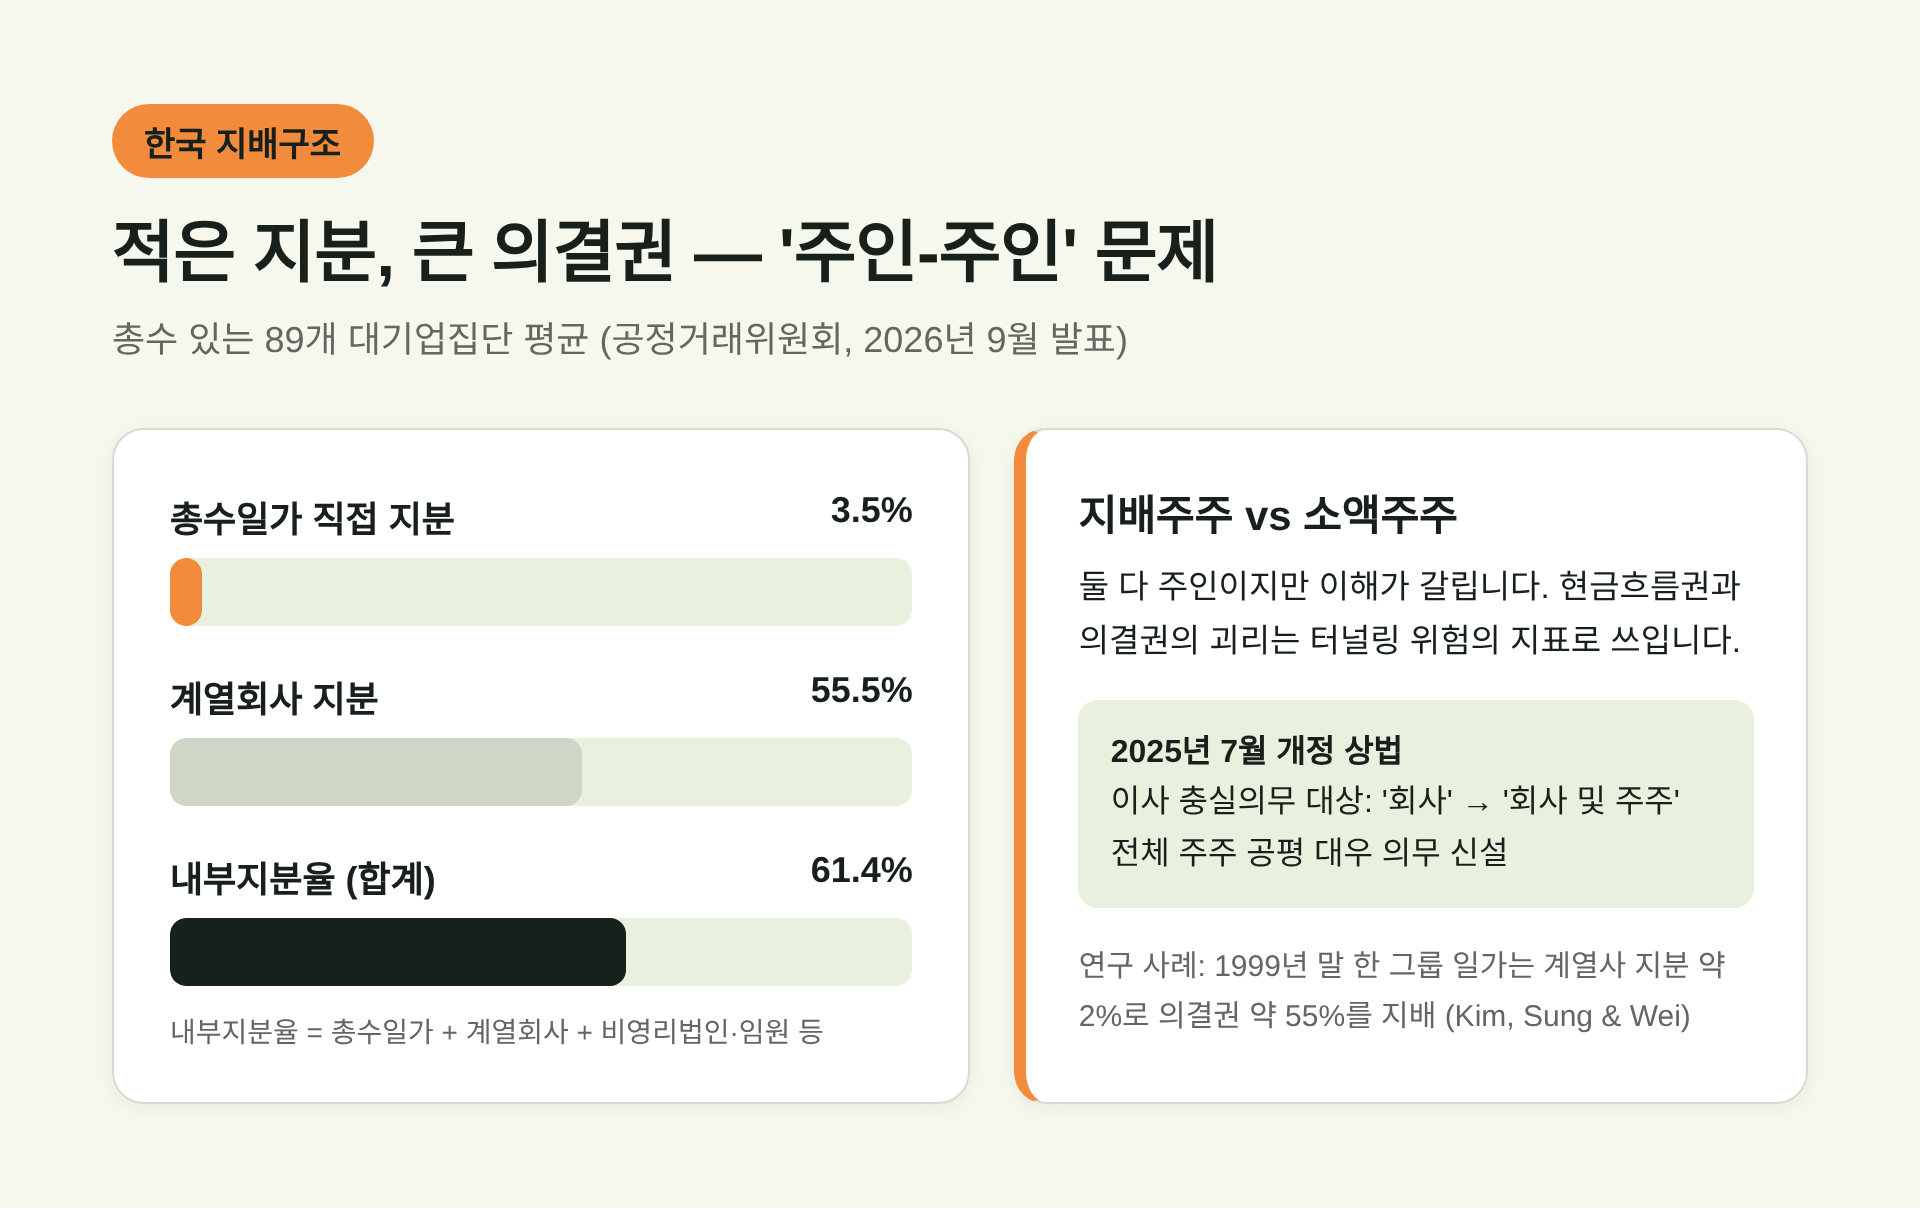 한국 지배구조
적은 지분, 큰 의결권 — '주인-주인' 문제
총수 있는 89개 대기업집단 평균 (공정거래위원회, 2026년 9월 발표)
총수일가 직접 지분
3.5%
계열회사 지분
55.5%
내부지분율 (합계)
61.4%
내부지분율 = 총수일가 + 계열회사 + 비영리법인·임원 등
지배주주 vs 소액주주
둘 다 주인이지만 이해가 갈립니다. 현금흐름권과
의결권의 괴리는 터널링 위험의 지표로 쓰입니다.
2025년 7월 개정 상법
이사 충실의무 대상: '회사' → '회사 및 주주'
전체 주주 공평 대우 의무 신설
연구 사례: 1999년 말 한 그룹 일가는 계열사 지분 약
2%로 의결권 약 55%를 지배 (Kim, Sung & Wei)